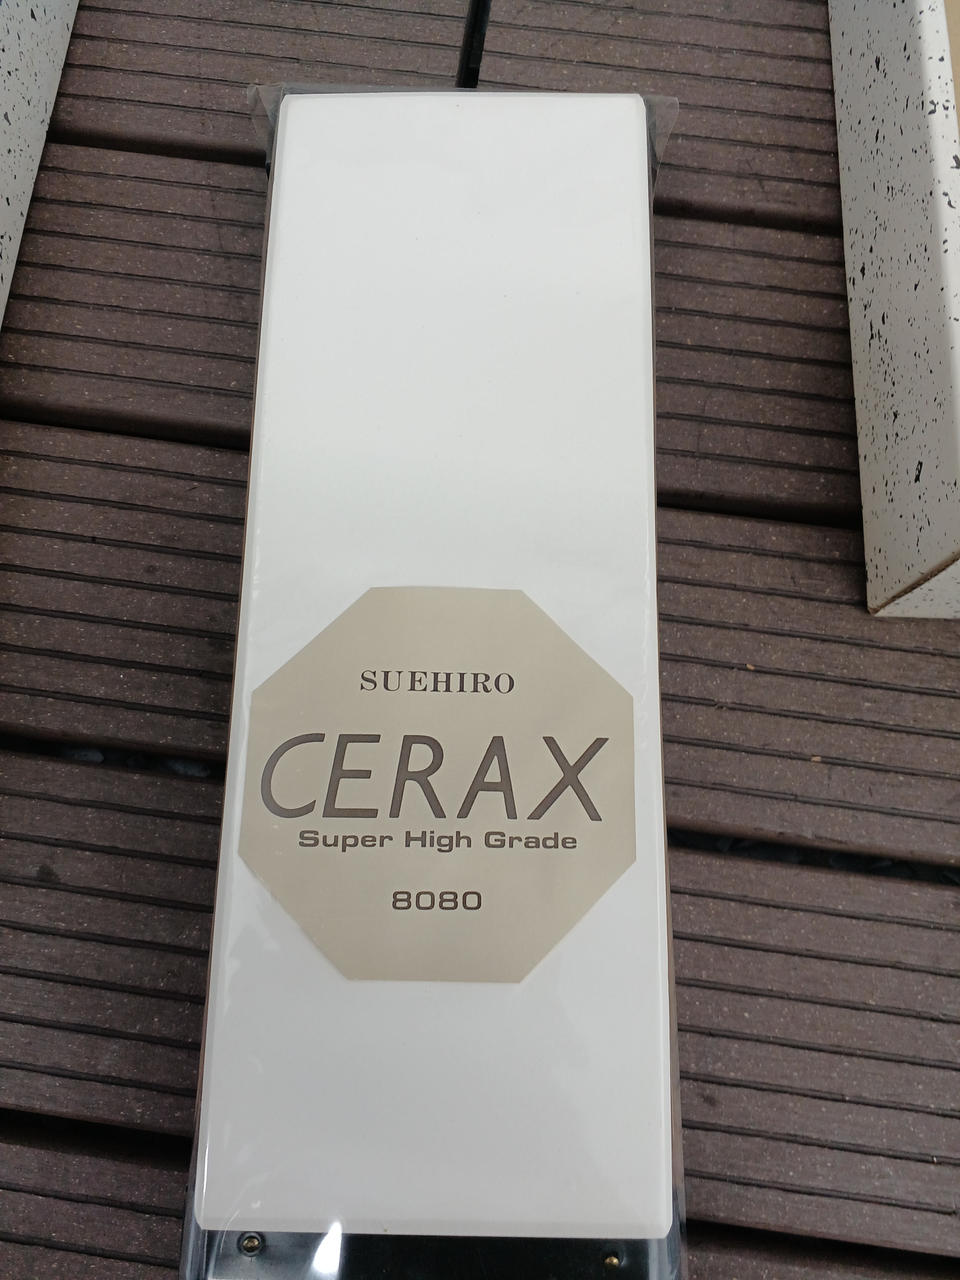 SUEHIRO
CERAX
Super High Grade
8080